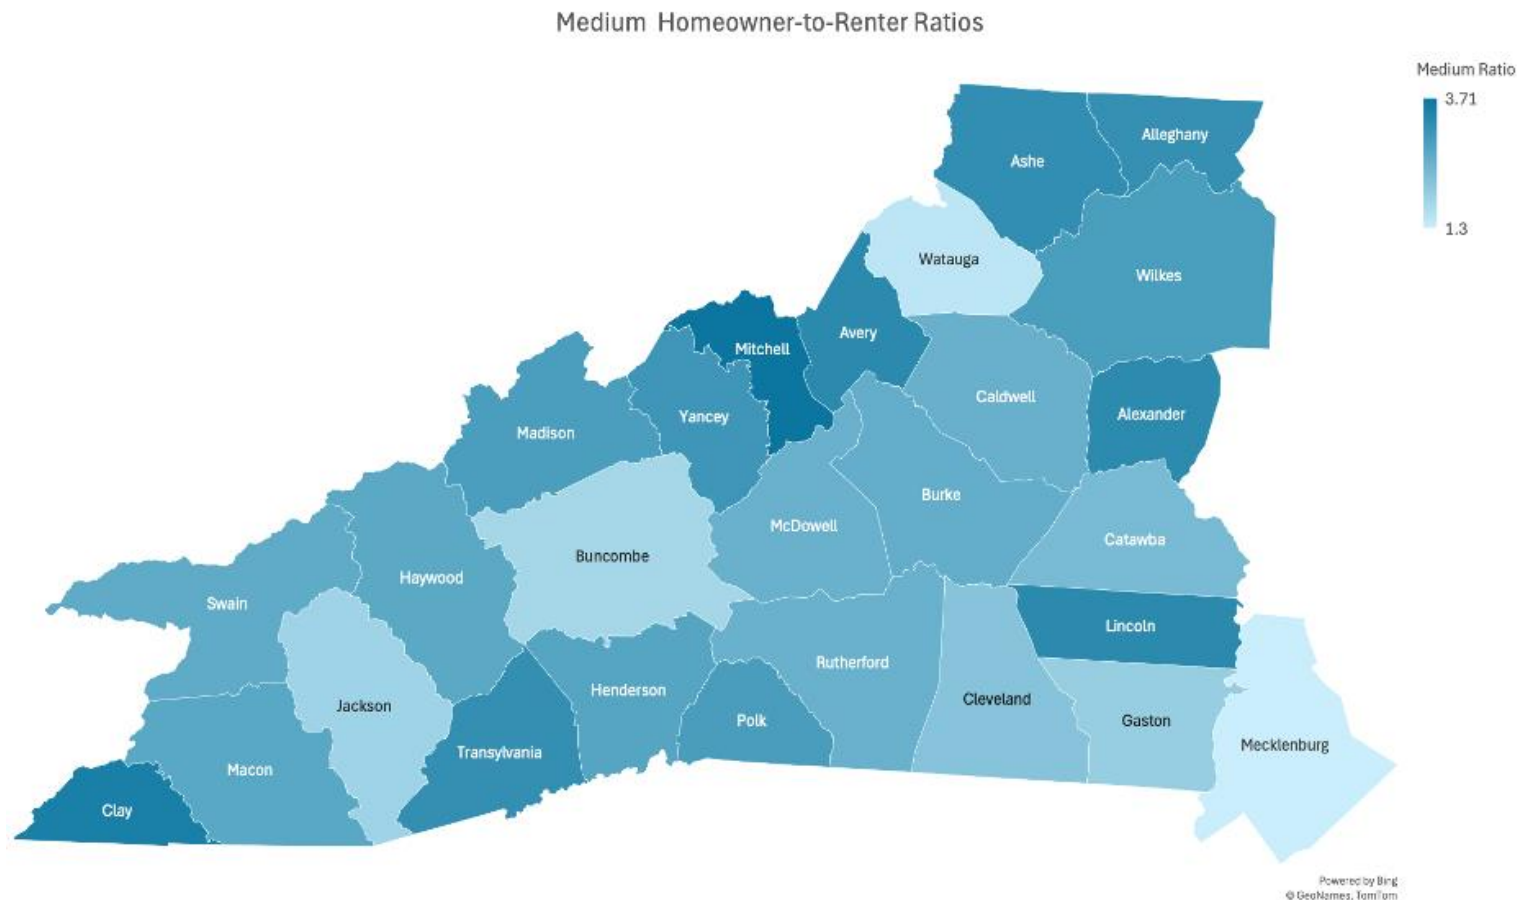 Medium Homeowner-to-Renter Ratios
Medium Ratio
3.71
1.3
Alleghany
Ashe
Watauga
Wilkes
Avery
Mitchell
Caldwell
Alexander
Yancey
Madison
Burke
McDowell
Catawba
Buncombe
Haywood
Swain
Lincoln
Rutherford
Henderson
Cleveland
Jackson
Polk
Gaston
Mecklenburg
Transylvania
Macon
Clay
Powered by Bing
© GeoNames, TomTom